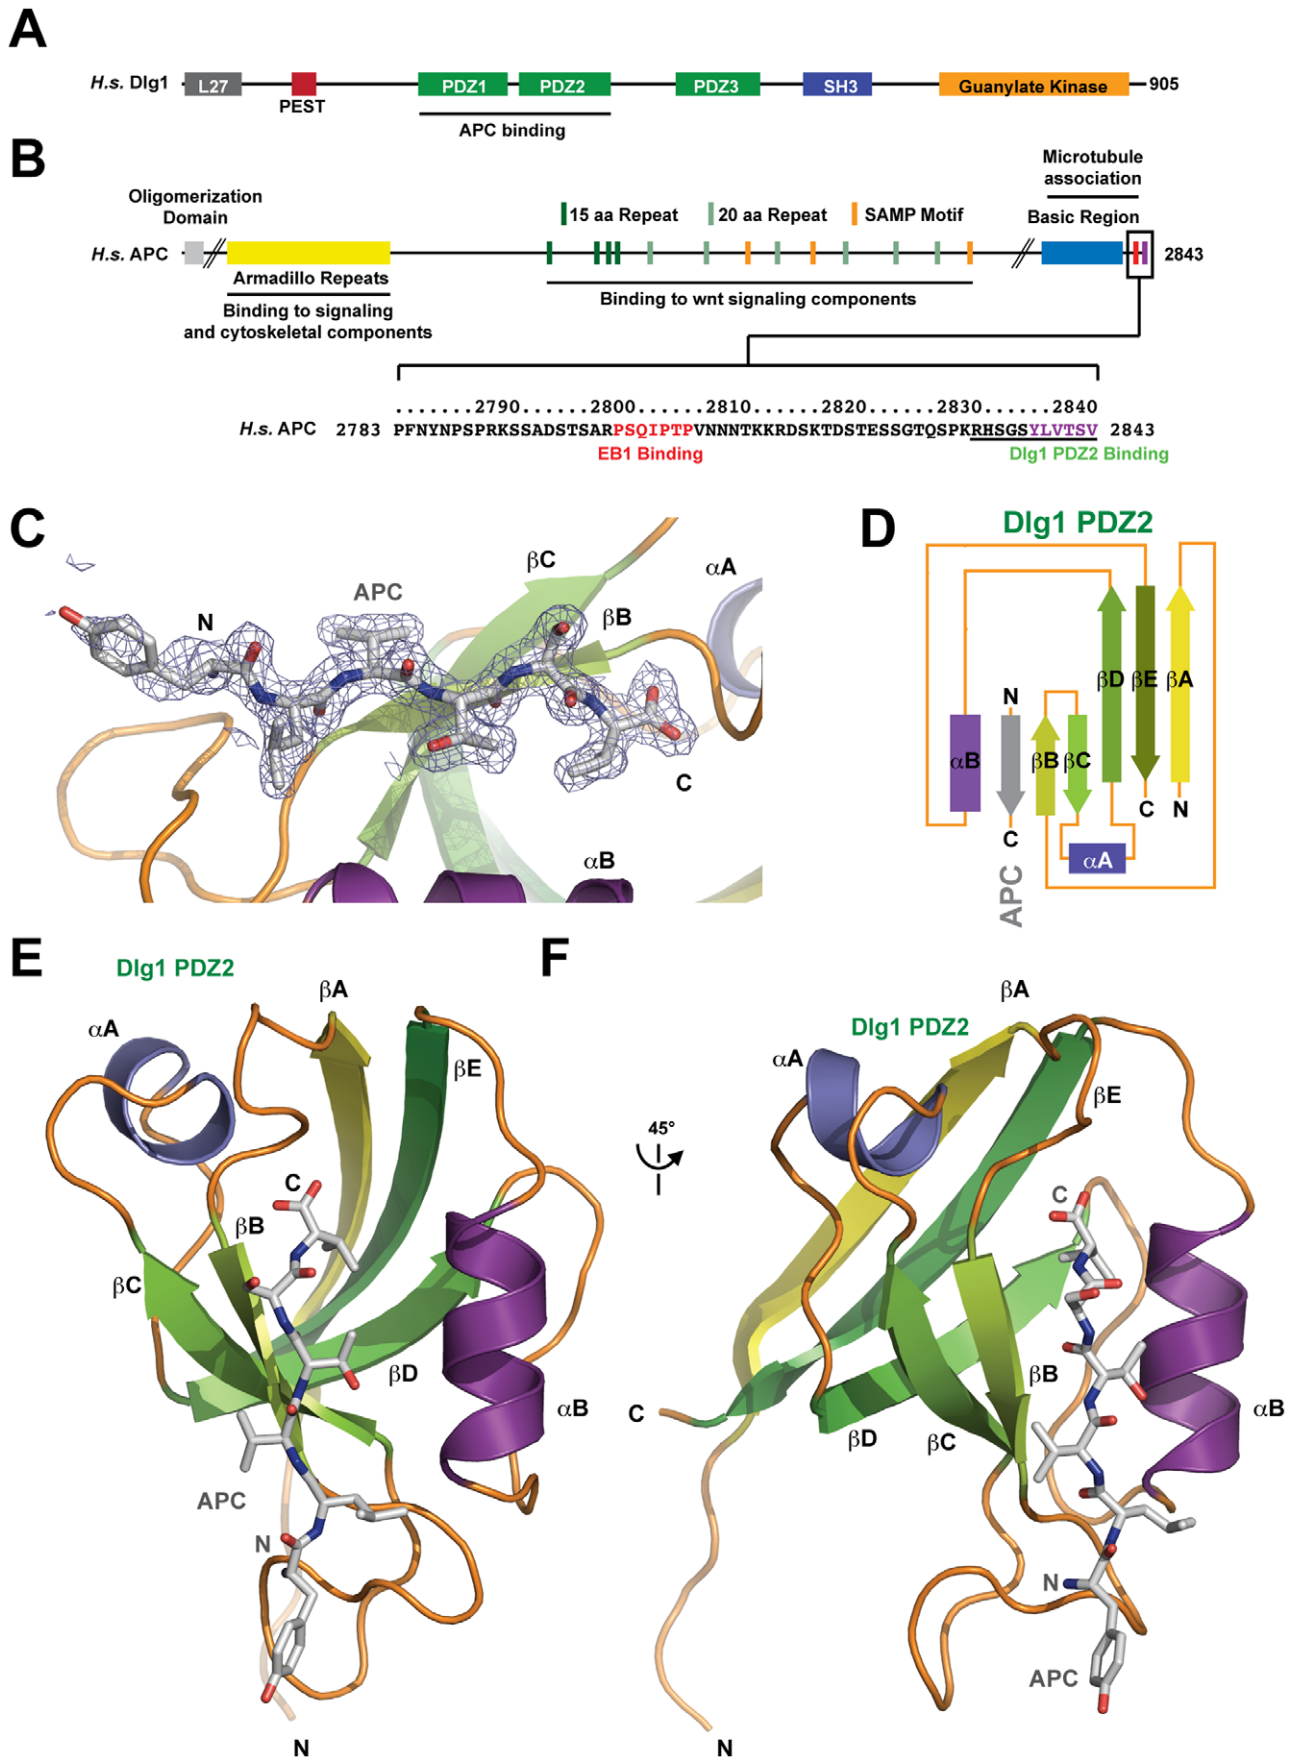 A
H.s. Dlg1 L27 PDZ1 PDZ2 PDZ3 SH3 Guanylate Kinase 905
PEST
APC binding
B
Microtubule
association
Oligomerization
Domain
15 aa Repeat 20 aa Repeat SAMP Motif Basic Region
H.s. APC 2843
Armadillo Repeats
Binding to signaling
and cytoskeletal components
Binding to wnt signaling components
.......2790......2800......2810......2820......2830......2840
H.s. APC 2783 PFNYNPSPRKSSADSTSARPSQIPTPVNNNTKKRDSKTDSTESSGTQSPKRHSGSYLVTSV 2843
EB1 Binding Dlg1 PDZ2 Binding
C
N APC βC αA
βB
C
αB
D
Dlg1 PDZ2
βD βE βA
N
αB βB βC
C N
C
αA
APC
E
Dlg1 PDZ2
βA
αA
βE
C
βB
βC
βD
αB
APC
N
N
F
45°
βA
Dlg1 PDZ2
αA
βE
C
βB
C
βD βC
αB
N
APC
N